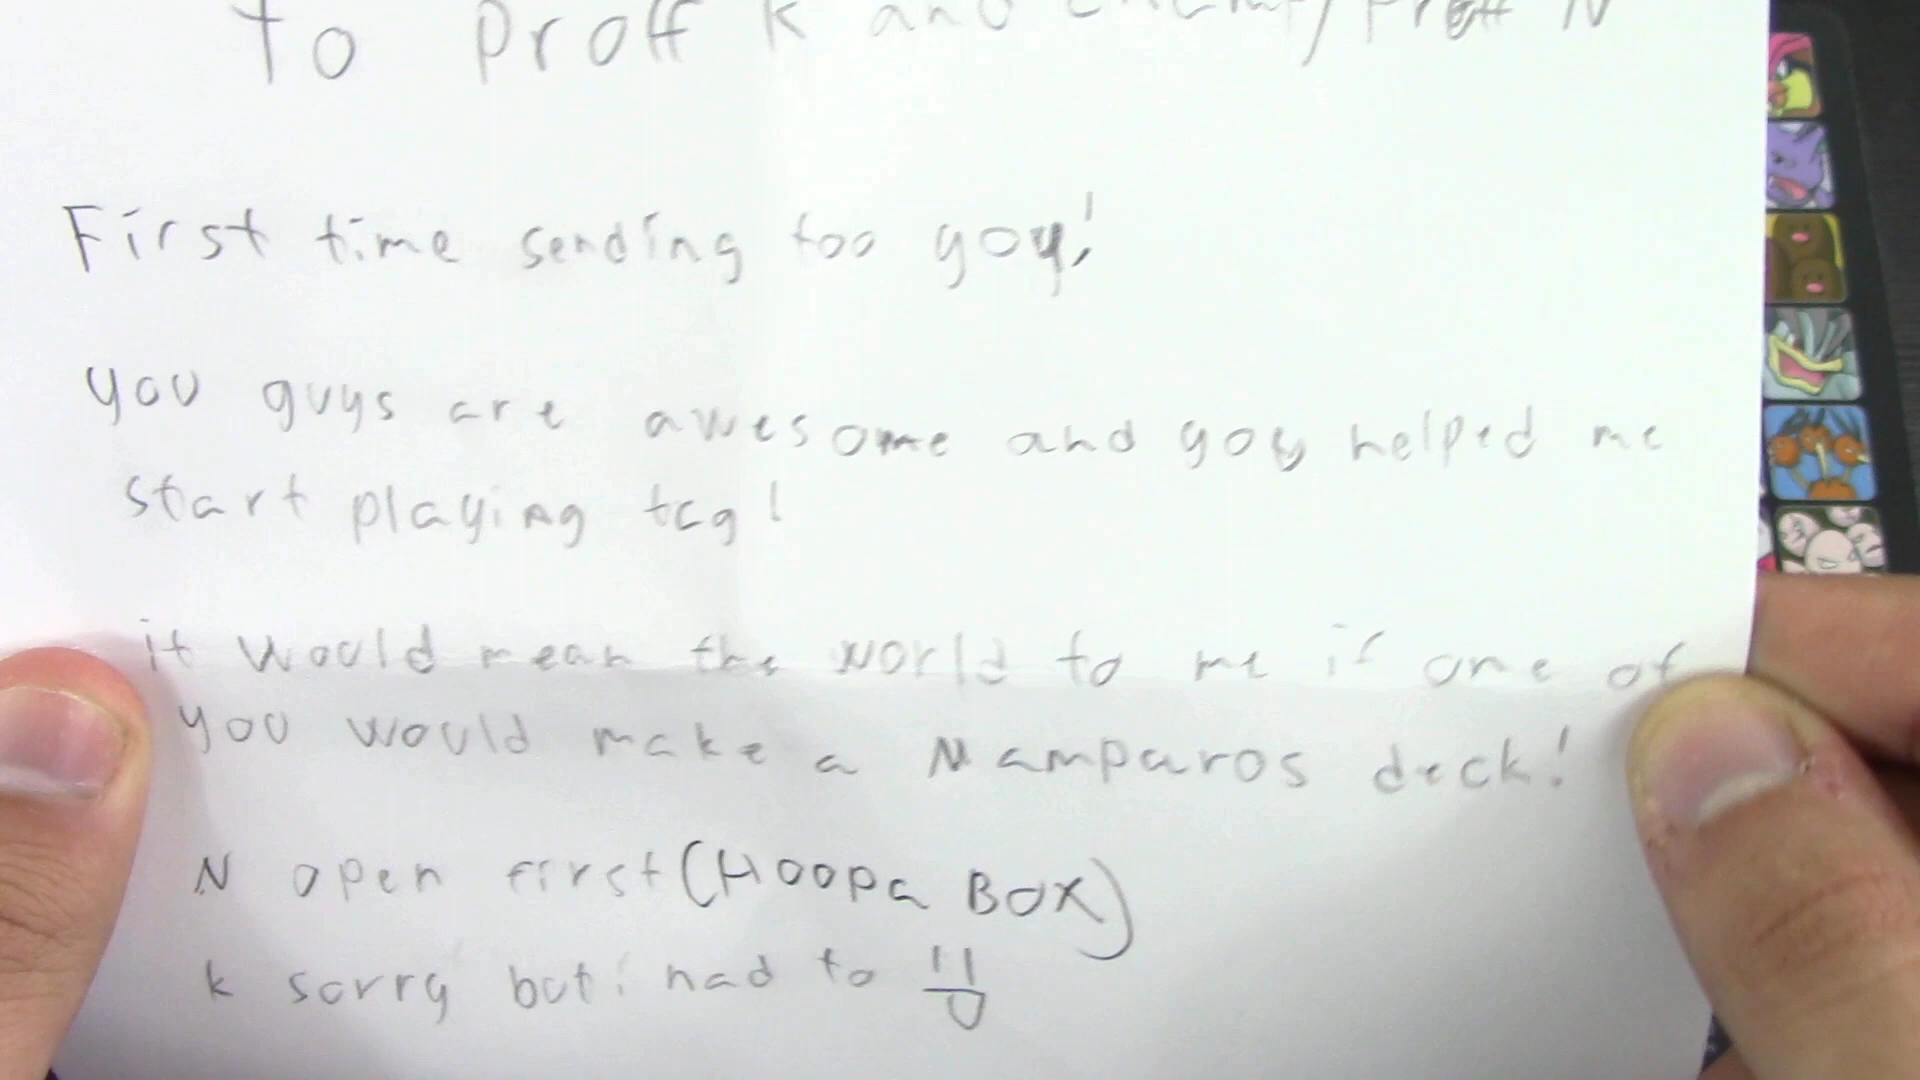 To Proff K and
First time sending too you!
you guys are awesome and you helped me
start playing tcg!
it would mean the world to me if one of
you would make a Mamparos deck!
N open first (Hoopa BOX)
k sorry but i had to